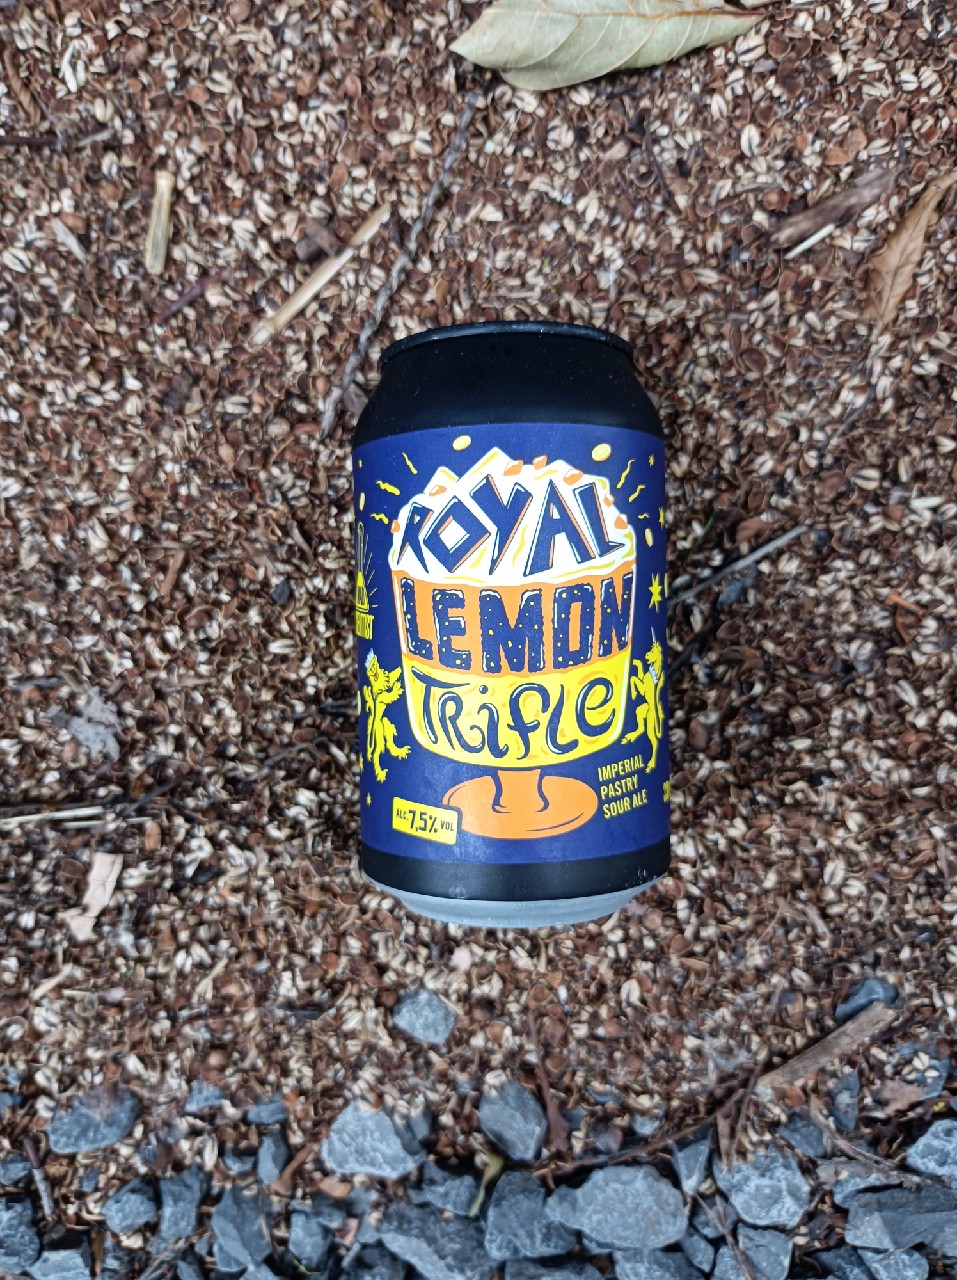 ROYAL
LEMON
TRifle
IMPERIAL
PASTRY
SOUR ALE
ALC. 7,5% VOL